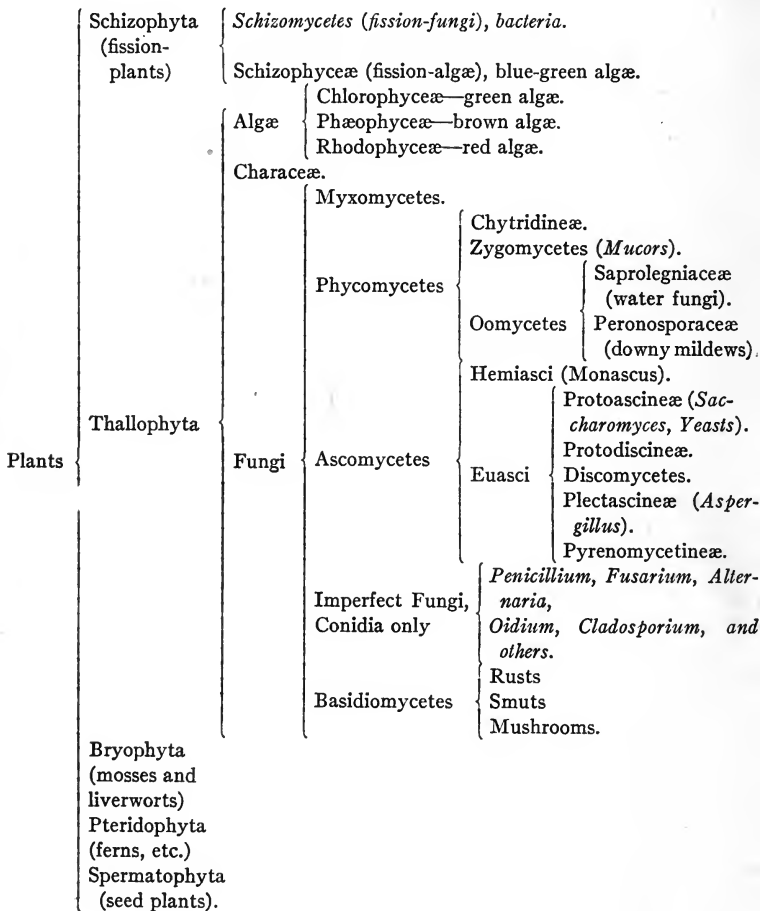 Schizophyta
(fission-
plants)
Schizomycetes (fission-fungi), bacteria.
Schizophyceæ (fission-algæ), blue-green algæ.
Algæ
Chlorophyceæ—green algæ.
Phæophyceæ—brown algæ.
Rhodophyceæ—red algæ.
Characeæ.
Myxomycetes.
Phycomycetes
Chytridineæ.
Zygomycetes (Mucors).
Oomycetes
Saprolegniaceæ
(water fungi).
Peronosporaceæ
(downy mildews).
Plants
Thallophyta
Fungi
Ascomycetes
Hemiasci (Monascus).
Euasci
Protoascineæ (Sac-
charomyces, Yeasts).
Protodiscineæ.
Discomycetes.
Plectascineæ (Asper-
gillus).
Pyrenomycetineæ.
Imperfect Fungi,
Conidia only
Penicillium, Fusarium, Alter-
naria,
Oidium, Cladosporium, and
others.
Basidiomycetes
Rusts
Smuts
Mushrooms.
Bryophyta
(mosses and
liverworts)
Pteridophyta
(ferns, etc.)
Spermatophyta
(seed plants).